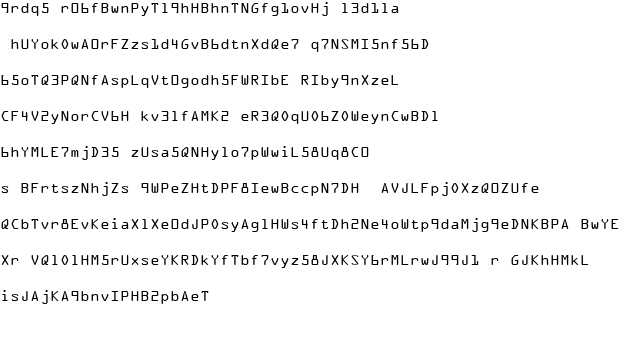 9rdq5 r06fBwnPyTl9hHBhnTNGfg1ovHj l3d1la
hUYok0wA0rFZzs1d4GvB6dtnXdQe7 q7NSMI5nf56D
65oTQ3PQNfAspLqVt0godh5FWRIbE RIby9nXzeL
CF4V2yNorCV6H kv31fAMK2 eR3Q0qU06Z0WeynCwBD1
6hYMLE7mjD35 zUsa5QNHylo7pWwiL58Uq8C0
s BFrtszNhjZs 9WPeZHtDPF8IewBccpN7DH  AVJLFpj0XzQ0ZUfe
QCbTvr8EvKeiaX1Xe0dJP0syAg1HWs4ftDh2Ne4oWtp9daMjg9eDNKBPA BwYE
Xr VQ101HM5rUxseYKRDkYfTbf7vyz58JXKSY6rMLrwJ99J1 r GJKhHMkL
isJAjKA9bnvIPHB2pbAeT